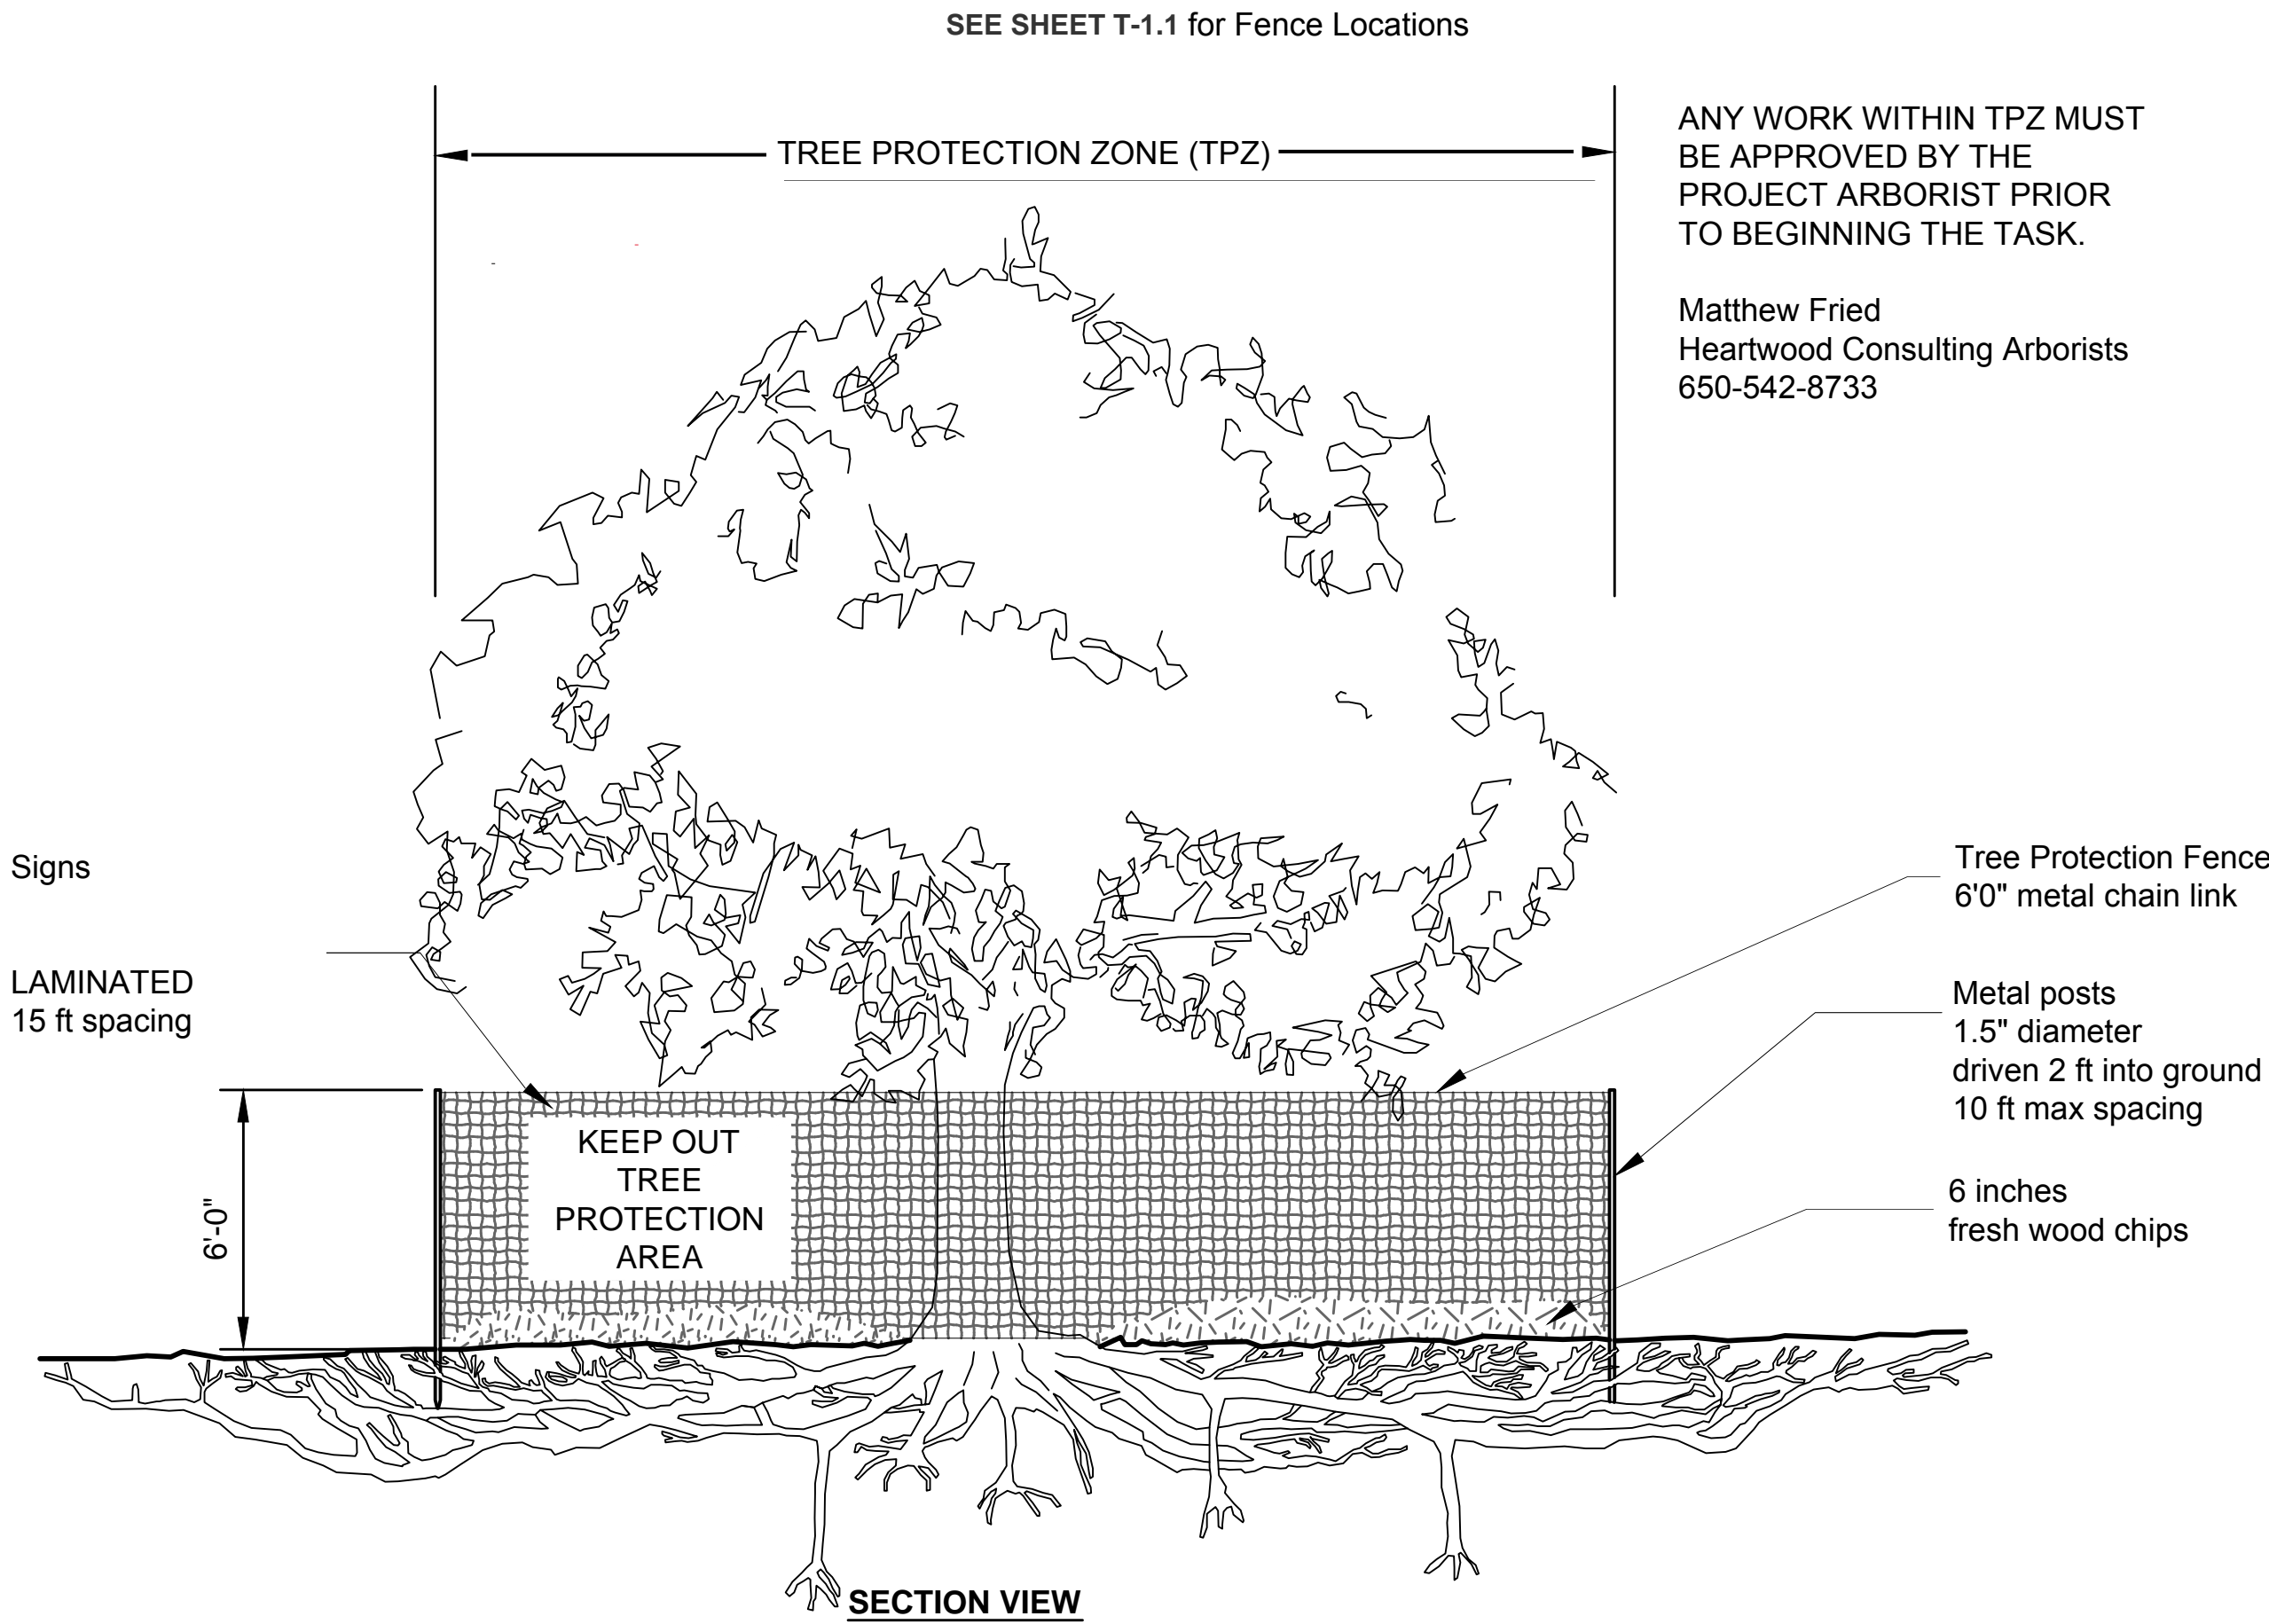 SEE SHEET T-1.1 for Fence Locations
TREE PROTECTION ZONE (TPZ)
ANY WORK WITHIN TPZ MUST
BE APPROVED BY THE
PROJECT ARBORIST PRIOR
TO BEGINNING THE TASK.
Matthew Fried
Heartwood Consulting Arborists
650-542-8733
Signs
LAMINATED
15 ft spacing
Tree Protection Fence
6'0" metal chain link
Metal posts
1.5" diameter
driven 2 ft into ground
10 ft max spacing
6 inches
fresh wood chips
6'-0"
KEEP OUT
TREE
PROTECTION
AREA
SECTION VIEW